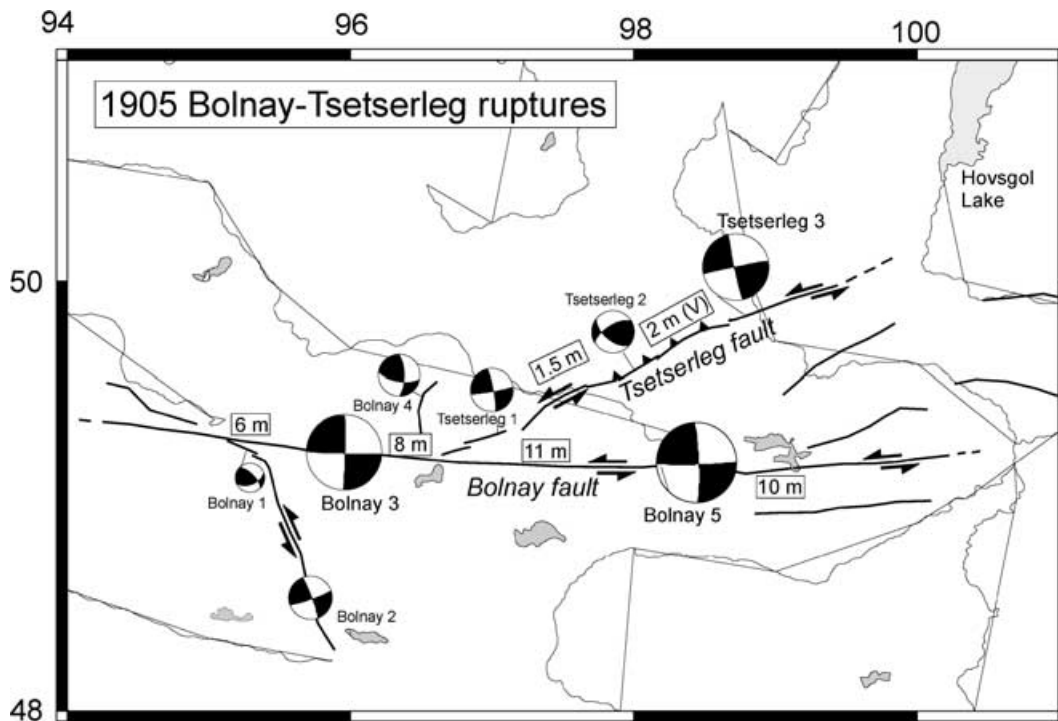 94 96 98 100
1905 Bolnay-Tsetserleg ruptures
Hovsgol
Lake
Tsetserleg 3
50
Tsetserleg 2
2 m (V)
1.5 m
Tsetserleg fault
Bolnay 4
Tsetserleg 1
6 m
8 m
11 m
Bolnay fault
10 m
Bolnay 1
Bolnay 3
Bolnay 5
Bolnay 2
48